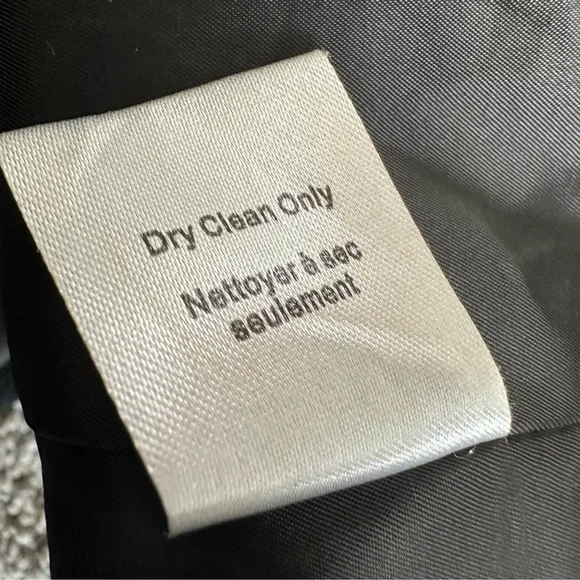 Dry Clean Only
Nettoyer à sec
seulement